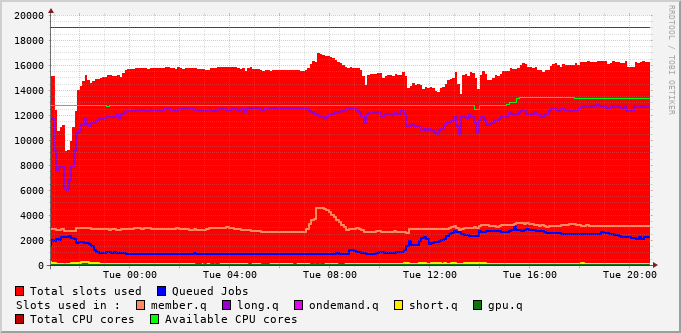 20000
18000
16000
14000
12000
10000
8000
6000
4000
2000
0
Tue 00:00 Tue 04:00 Tue 08:00 Tue 12:00 Tue 16:00 Tue 20:00
Total slots used Queued Jobs
Slots used in : member.q long.q ondemand.q short.q gpu.q
Total CPU cores Available CPU cores
RRDTOOL / TOBI OETIKER